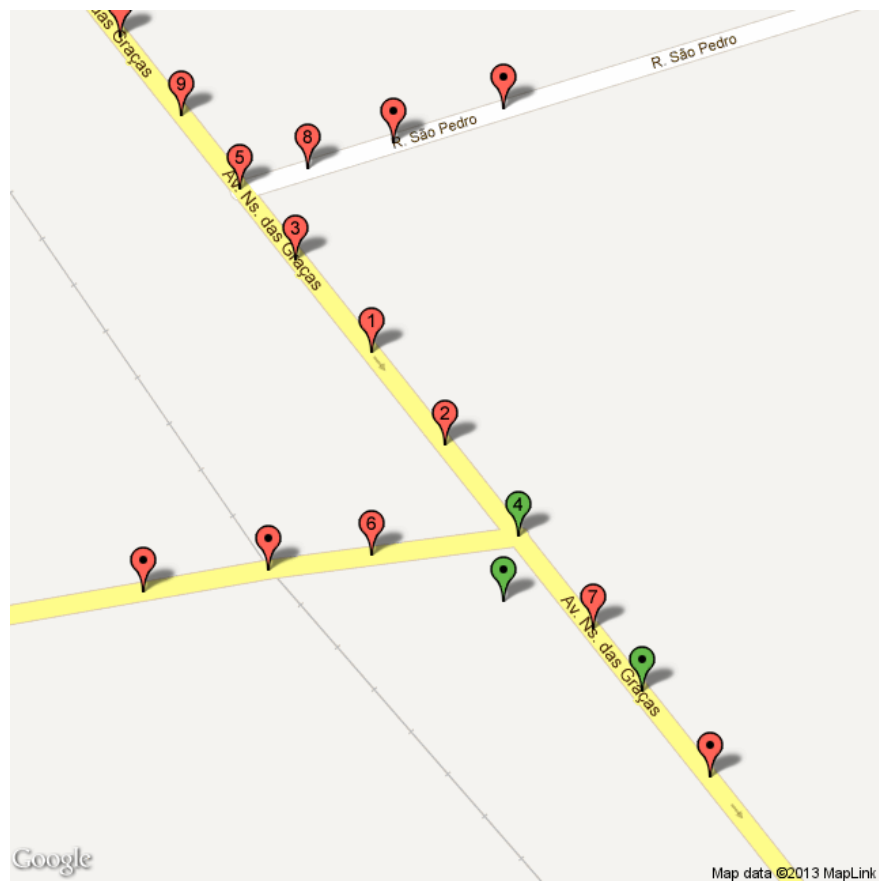 das Graças
9
R. São Pedro
8
R. São Pedro
5
Av. Ns. das Graças
3
1
2
4
6
7
Av. Ns. das Graças
Google
Map data ©2013 MapLink